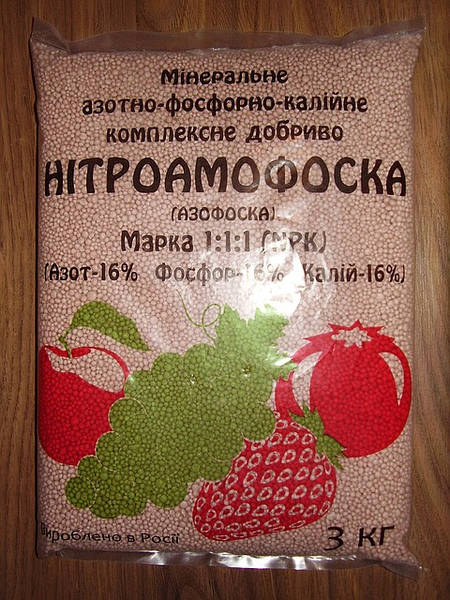 Мінеральне
азотно-фосфорно-калійне
комплексне добриво
НІТРОАМОФОСКА
(АЗОФОСКА)
Марка 1:1:1 (NPK)
(Азот-16% Фосфор-16% Калій-16%)
Вироблено в Росії
3 КГ